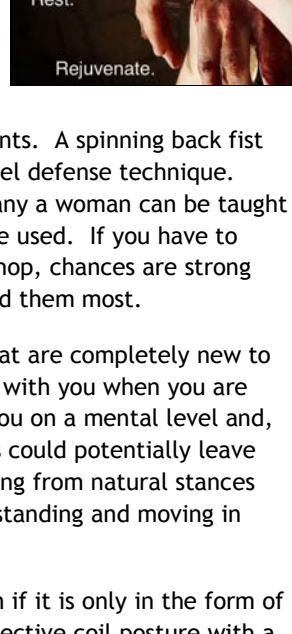 Rest.
Rejuvenate.
nts. A spinning back fist
el defense technique.
any a woman can be taught
e used. If you have to
hop, chances are strong
d them most.
at are completely new to
with you when you are
ou on a mental level and,
s could potentially leave
ng from natural stances
standing and moving in
n if it is only in the form of
ective coil posture with a